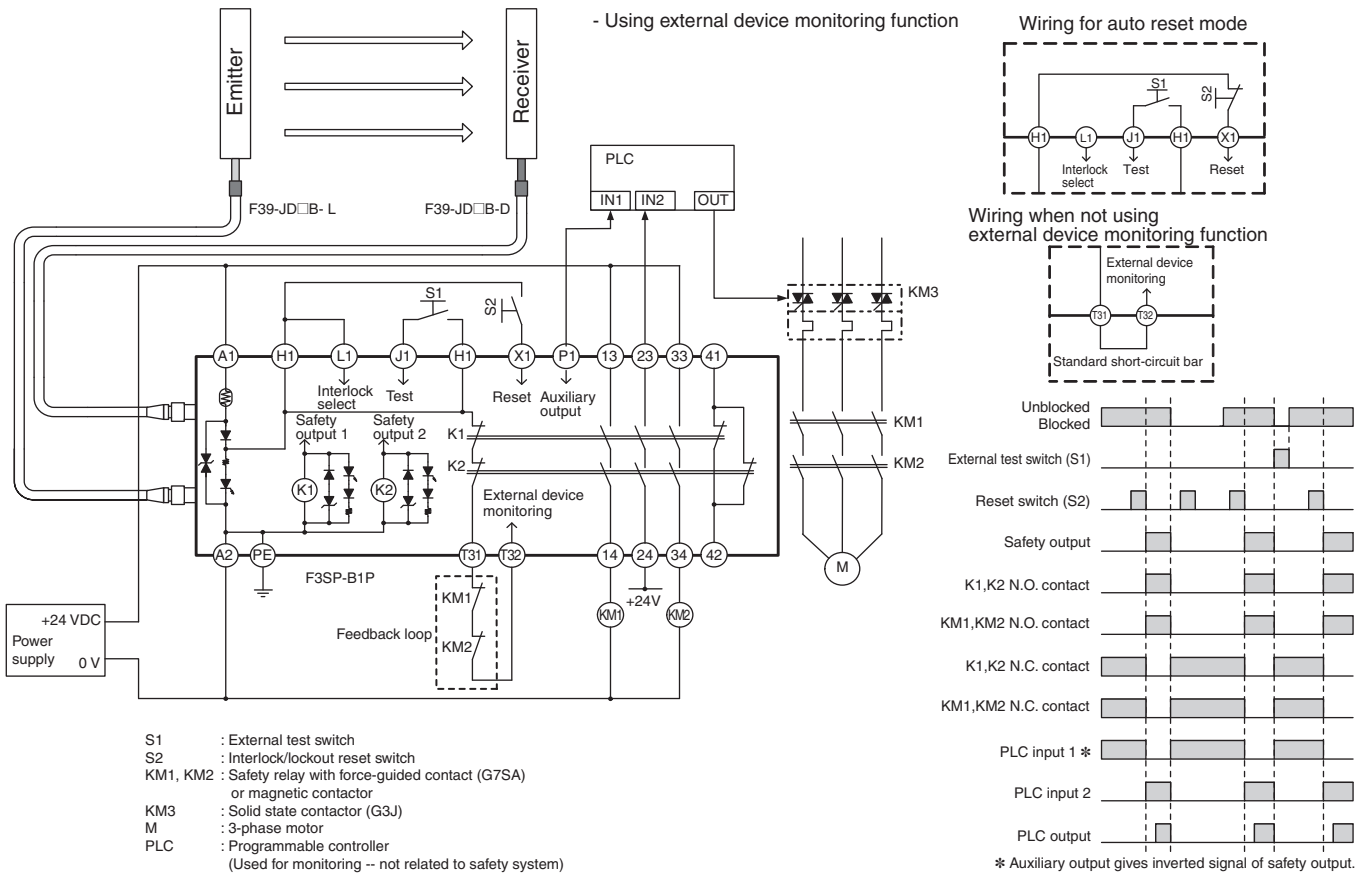 - Using external device monitoring function
Wiring for auto reset mode
Emitter
Receiver
S1
S2
H1
L1
J1
H1
X1
Interlock
select
Test
Reset
PLC
IN1
IN2
OUT
F39-JD□B- L
F39-JD□B-D
Wiring when not using
external device monitoring function
External device
monitoring
T31
T32
Standard short-circuit bar
KM3
S1
S2
A1
H1
L1
J1
H1
X1
P1
13
23
33
41
Interlock
select
Test
Reset
Auxiliary
output
Safety
output 1
Safety
output 2
K1
K2
K1
K2
External device
monitoring
KM1
KM2
M
A2
PE
T31
T32
14
24
34
42
F3SP-B1P
+24V
KM1
KM2
KM1
KM2
Feedback loop
+24 VDC
Power
supply
0 V
Unblocked
Blocked
External test switch (S1)
Reset switch (S2)
Safety output
K1,K2 N.O. contact
KM1,KM2 N.O. contact
K1,K2 N.C. contact
KM1,KM2 N.C. contact
PLC input 1 ✻
PLC input 2
PLC output
✻ Auxiliary output gives inverted signal of safety output.
S1 : External test switch
S2 : Interlock/lockout reset switch
KM1, KM2 : Safety relay with force-guided contact (G7SA)
or magnetic contactor
KM3 : Solid state contactor (G3J)
M : 3-phase motor
PLC : Programmable controller
(Used for monitoring -- not related to safety system)